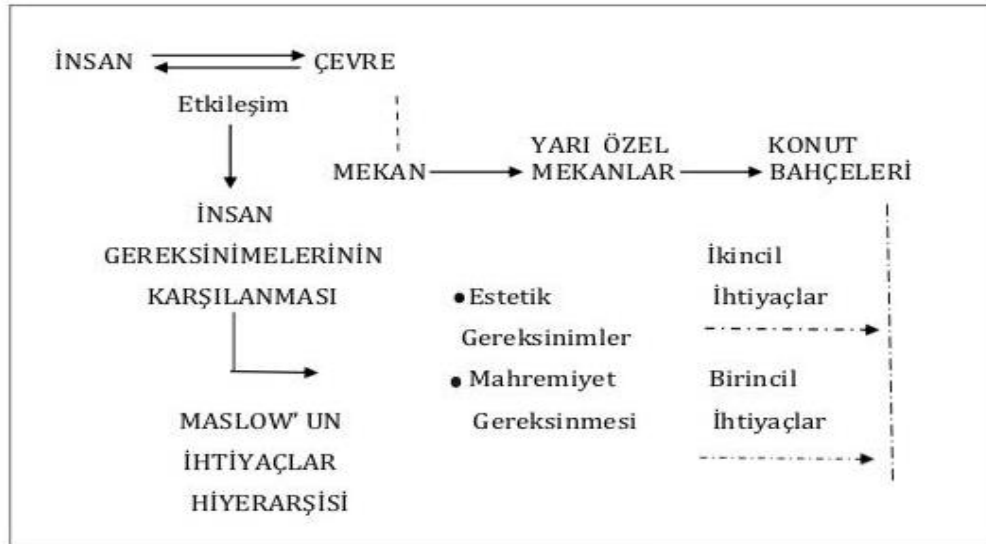 İNSAN ÇEVRE
Etkileşim
MEKAN
YARI ÖZEL
MEKANLAR
KONUT
BAHÇELERİ
İNSAN
GEREKSİNİMELERİNİN
KARŞILANMASI
MASLOW’ UN
İHTİYAÇLAR
HİYERARŞİSİ
• Estetik
Gereksinimler
• Mahremiyet
Gereksinmesi
İkincil
İhtiyaçlar
Birincil
İhtiyaçlar